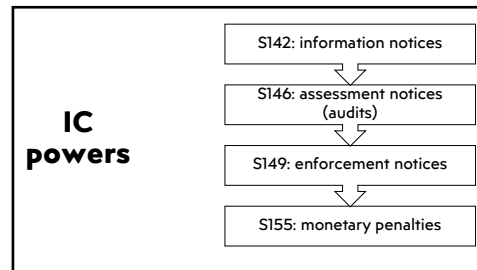 IC
powers
S142: information notices
S146: assessment notices
(audits)
S149: enforcement notices
S155: monetary penalties